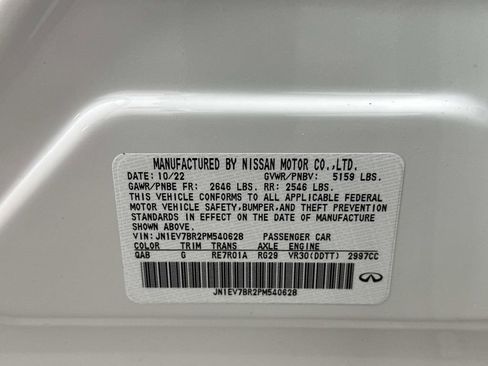 MANUFACTURED BY NISSAN MOTOR CO.,LTD.
DATE: 10/22 GVWR/PNBV: 5159 LBS.
GAWR/PNBE FR: 2646 LBS. RR: 2546 LBS.
THIS VEHICLE CONFORMS TO ALL APPLICABLE FEDERAL
MOTOR VEHICLE SAFETY,BUMPER,AND THEFT PREVENTION
STANDARDS IN EFFECT ON THE DATE OF MANUFACTURE
SHOWN ABOVE.
VIN: JN1EV7BR2PM540628 PASSENGER CAR
COLOR TRIM TRANS AXLE ENGINE
QAB G RE7R01A RG29 VR30(DDTT) 2997CC
JN1EV7BR2PM540628